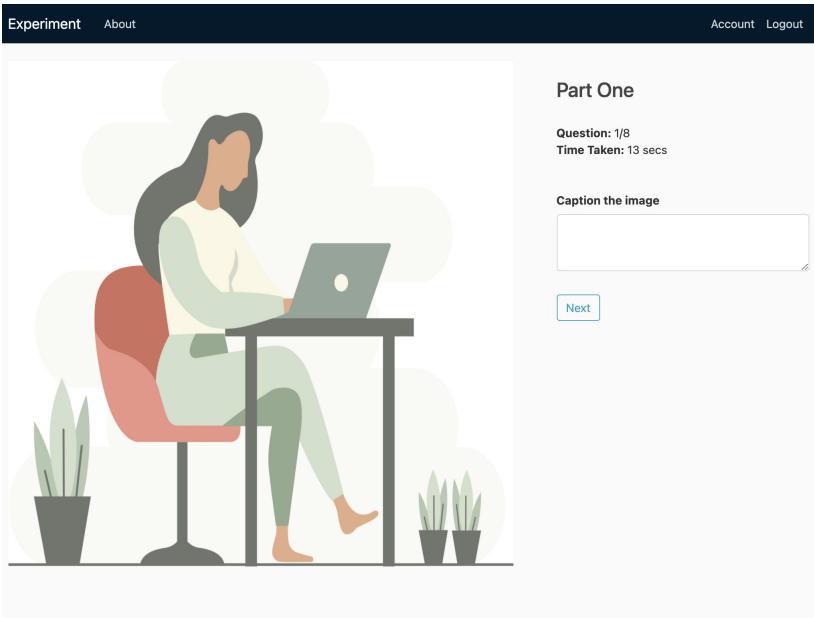 Experiment About Account Logout
Part One
Question: 1/8
Time Taken: 13 secs
Caption the image
Next